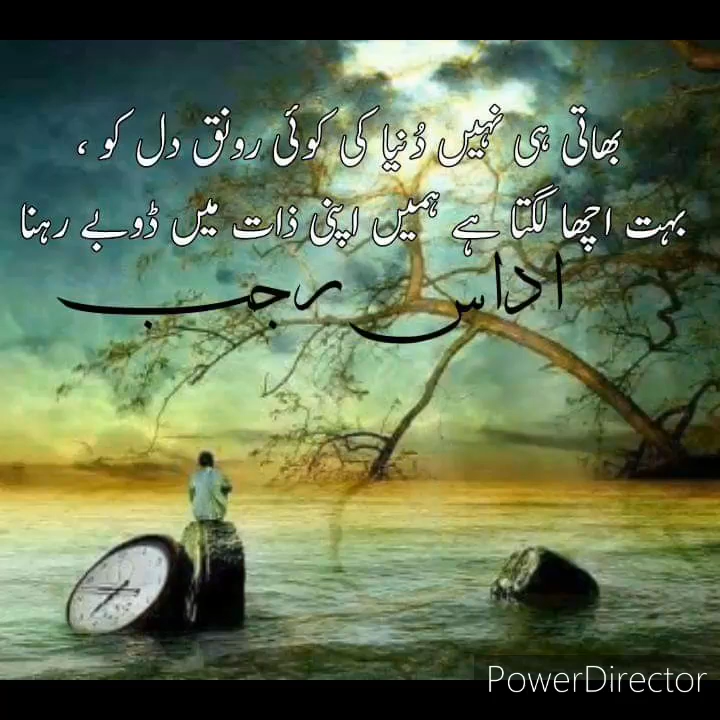 بھاتی ہی نہیں دُنیا کی کوئی رونق دل کو ،
بہت اچھا لگتا ہے ہمیں اپنی ذات میں ڈوبے رہنا
اداس رجب
PowerDirector